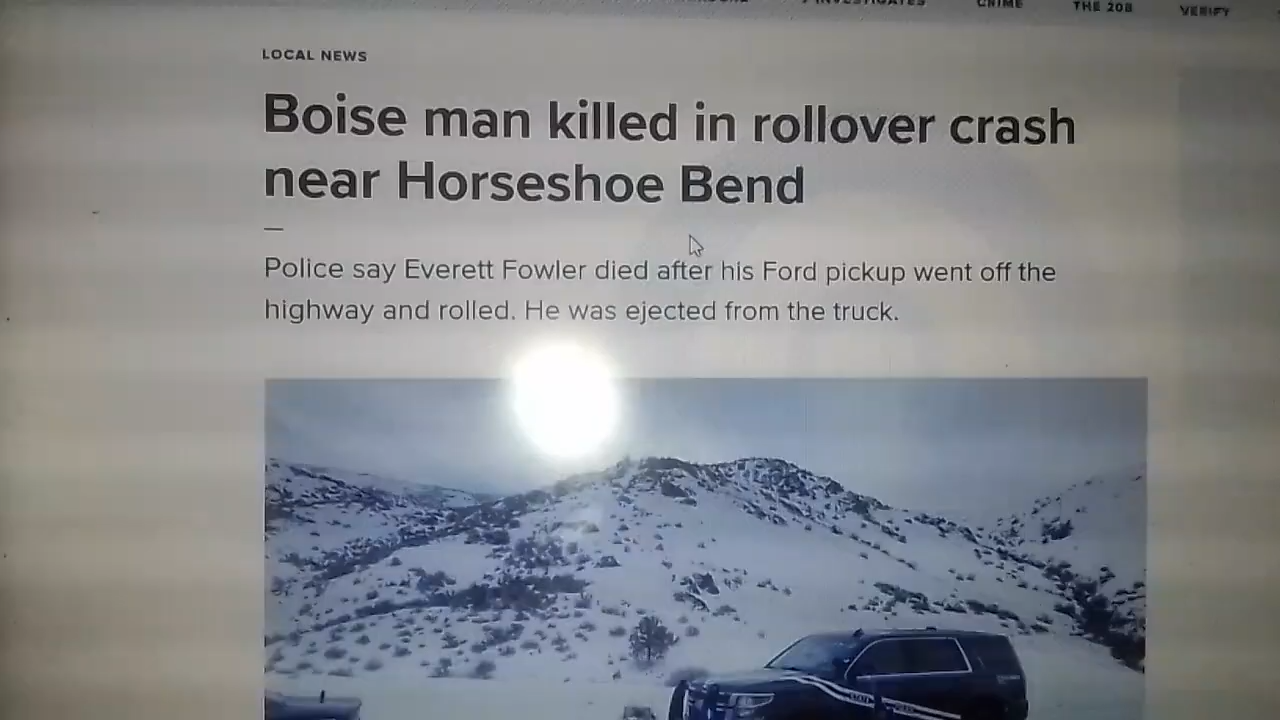 CRIME THE 208 VERIFY
LOCAL NEWS
Boise man killed in rollover crash
near Horseshoe Bend
Police say Everett Fowler died after his Ford pickup went off the
highway and rolled. He was ejected from the truck.